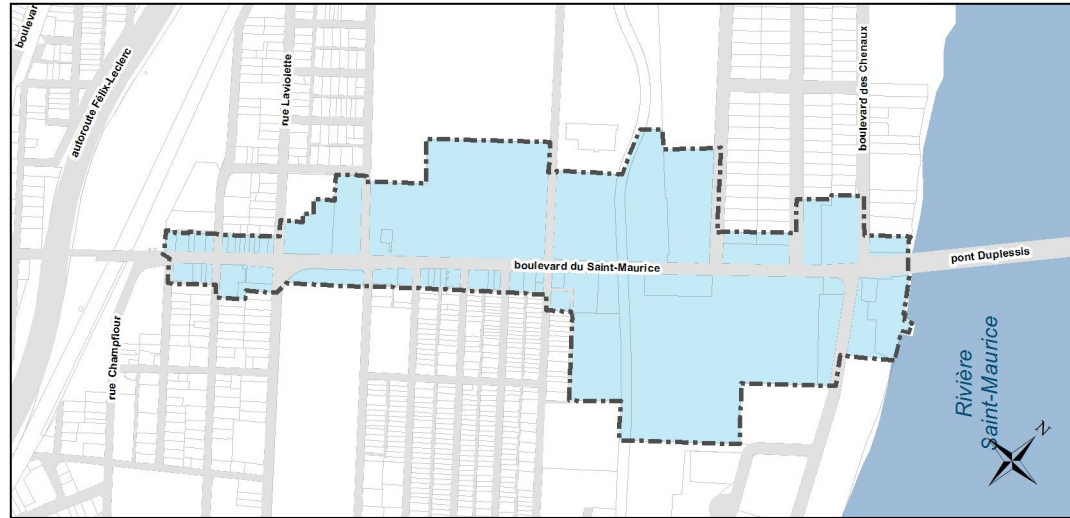 boulevar
autoroute Félix-Leclerc
rue Laviolette
boulevard des Chenaux
boulevard du Saint-Maurice
pont Duplessis
rue Champflour
Rivière
Saint-Maurice
N